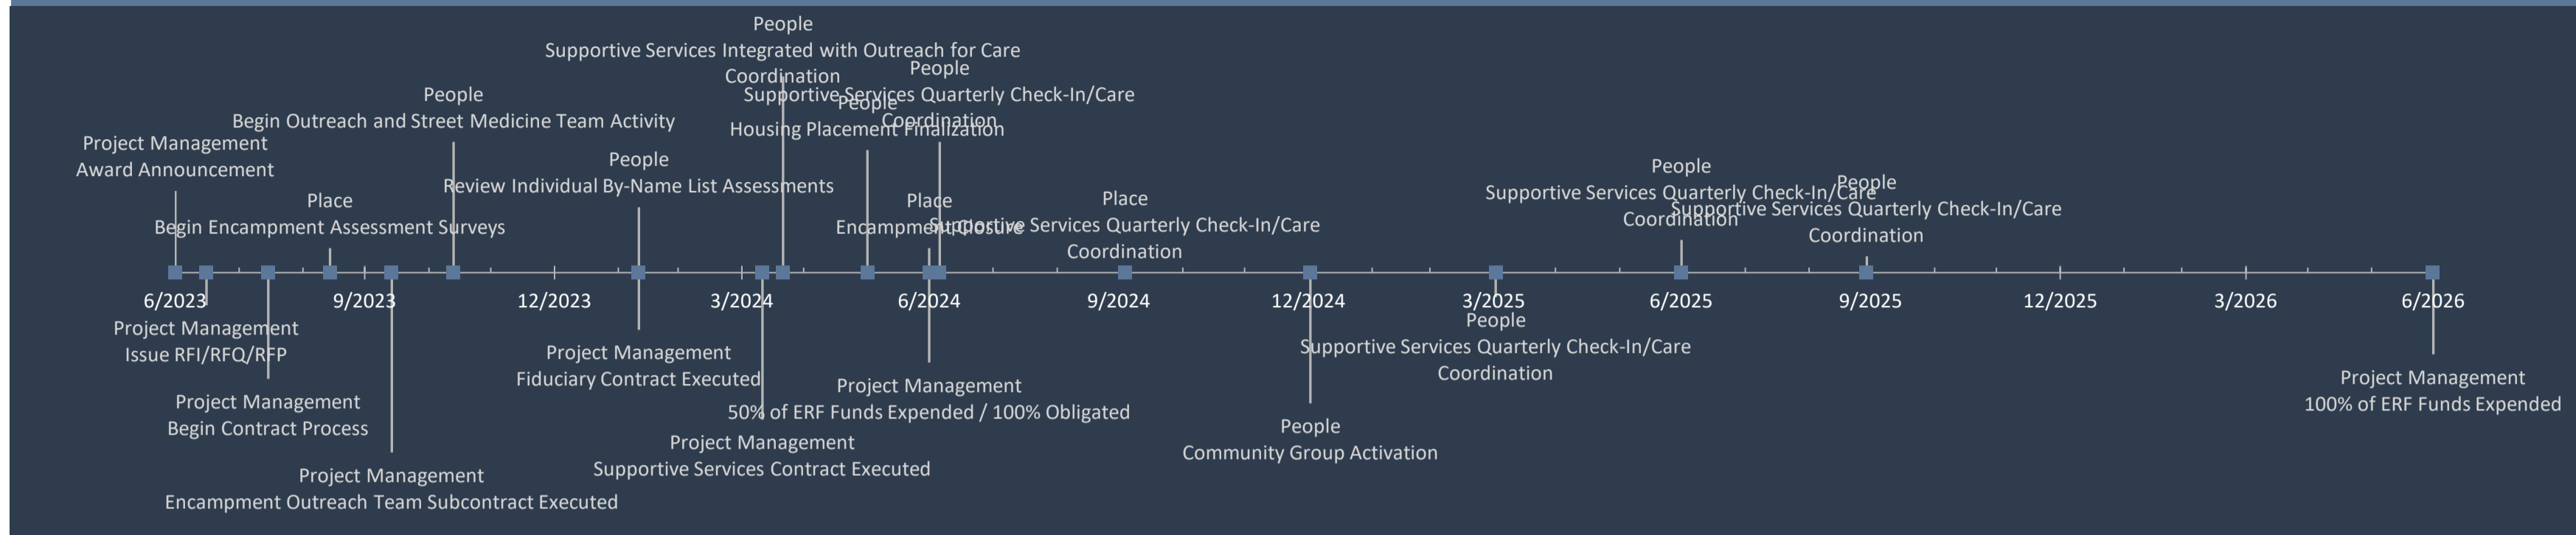 People
Supportive Services Integrated with Outreach for Care
Coordination
People
Supportive Services Quarterly Check-In/Care
Coordination
People
Housing Placement Finalization
People
Begin Outreach and Street Medicine Team Activity
Project Management
Award Announcement
People
Review Individual By-Name List Assessments
Place
Begin Encampment Assessment Surveys
Place
Encampment Closure
Place
Supportive Services Quarterly Check-In/Care
Coordination
People
Supportive Services Quarterly Check-In/Care
Coordination
People
Supportive Services Quarterly Check-In/Care
Coordination
6/2023 9/2023 12/2023 3/2024 6/2024 9/2024 12/2024 3/2025 6/2025 9/2025 12/2025 3/2026 6/2026
Project Management
Issue RFI/RFQ/RFP
Project Management
Begin Contract Process
Project Management
Encampment Outreach Team Subcontract Executed
Project Management
Fiduciary Contract Executed
Project Management
Supportive Services Contract Executed
Project Management
50% of ERF Funds Expended / 100% Obligated
People
Community Group Activation
People
Supportive Services Quarterly Check-In/Care
Coordination
Project Management
100% of ERF Funds Expended